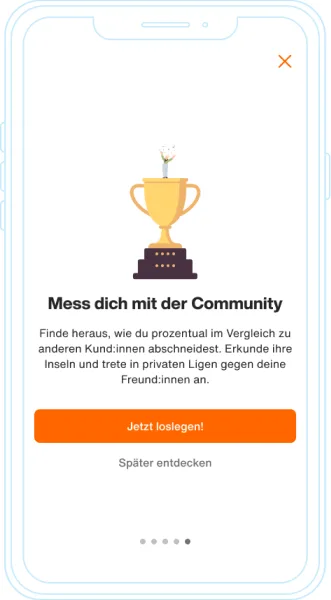 Mess dich mit der Community
Finde heraus, wie du prozentual im Vergleich zu
anderen Kund:innen abschneidest. Erkunde ihre
Inseln und trete in privaten Ligen gegen deine
Freund:innen an.
Jetzt loslegen!
Später entdecken